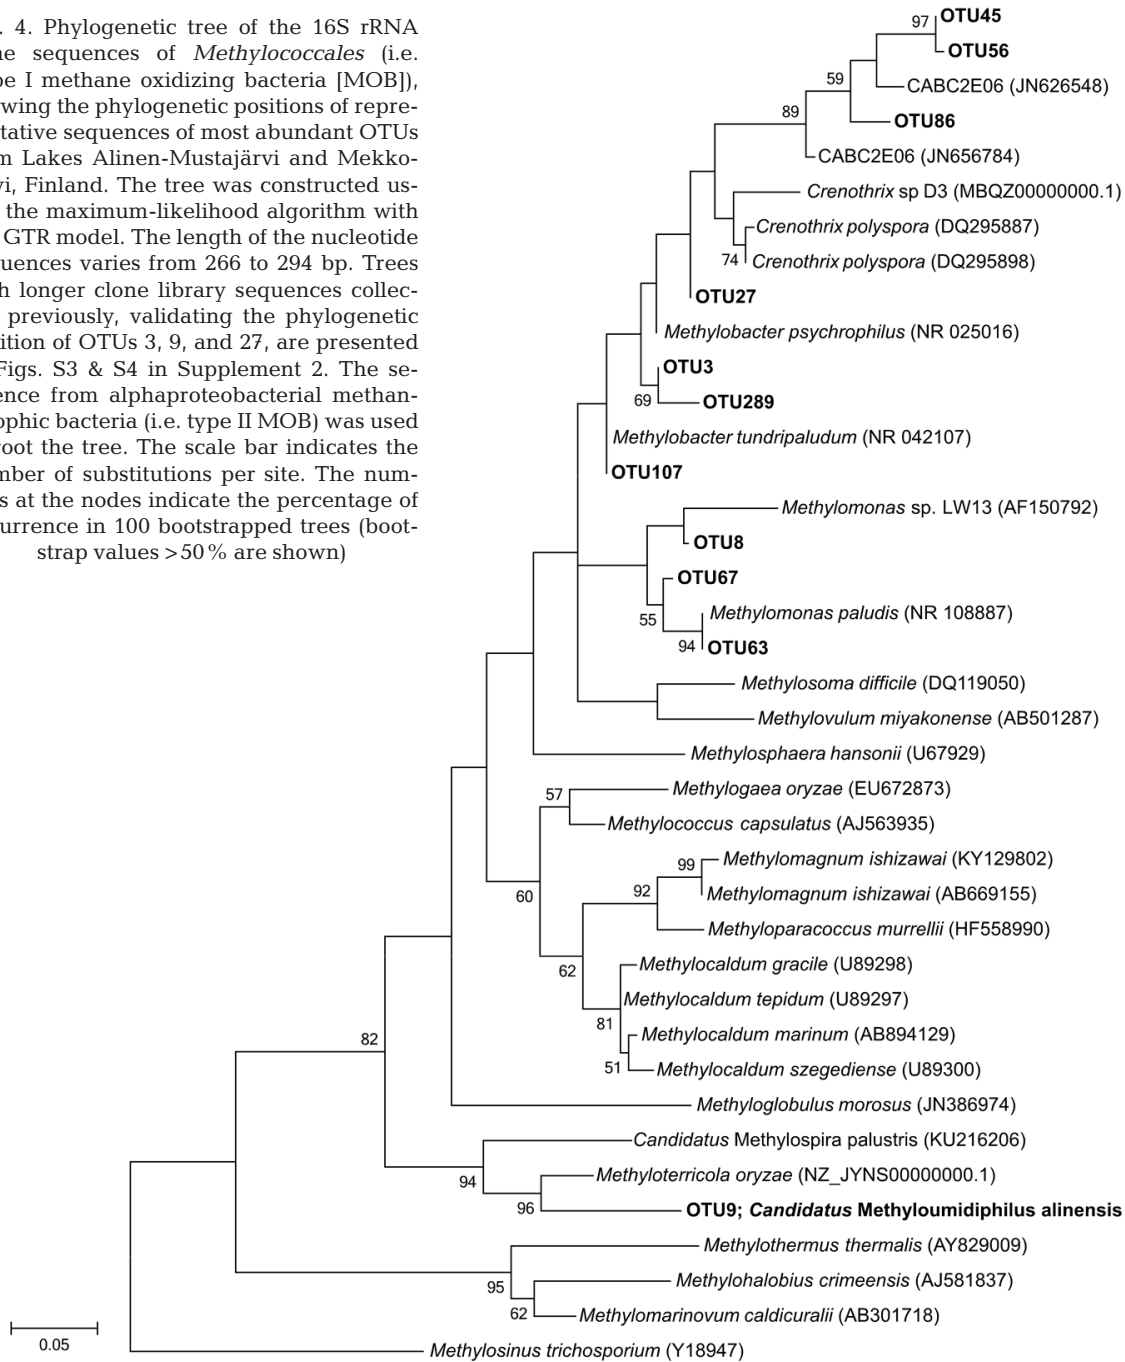 . 4. Phylogenetic tree of the 16S rRNA
ne sequences of Methylococcales (i.e.
pe I methane oxidizing bacteria [MOB]),
wing the phylogenetic positions of repre-
tative sequences of most abundant OTUs
m Lakes Alinen-Mustajärvi and Mekko-
vi, Finland. The tree was constructed us-
the maximum-likelihood algorithm with
GTR model. The length of the nucleotide
uences varies from 266 to 294 bp. Trees
h longer clone library sequences collec-
previously, validating the phylogenetic
ition of OTUs 3, 9, and 27, are presented
Figs. S3 & S4 in Supplement 2. The se-
ence from alphaproteobacterial methan-
ophic bacteria (i.e. type II MOB) was used
root the tree. The scale bar indicates the
mber of substitutions per site. The num-
s at the nodes indicate the percentage of
urrence in 100 bootstrapped trees (boot-
strap values >50% are shown)
97 OTU45
OTU56
59
CABC2E06 (JN626548)
89
OTU86
CABC2E06 (JN656784)
Crenothrix sp D3 (MBQZ00000000.1)
Crenothrix polyspora (DQ295887)
74 Crenothrix polyspora (DQ295898)
OTU27
Methylobacter psychrophilus (NR 025016)
OTU3
69 OTU289
Methylobacter tundripaludum (NR 042107)
OTU107
Methylomonas sp. LW13 (AF150792)
OTU8
OTU67
55 Methylomonas paludis (NR 108887)
94 OTU63
Methylosoma difficile (DQ119050)
Methylovulum miyakonense (AB501287)
Methylosphaera hansonii (U67929)
57 Methylogaea oryzae (EU672873)
Methylococcus capsulatus (AJ563935)
99 Methylomagnum ishizawai (KY129802)
60 92 Methylomagnum ishizawai (AB669155)
Methyloparacoccus murrellii (HF558990)
62 Methylocaldum gracile (U89298)
Methylocaldum tepidum (U89297)
81
82 Methylocaldum marinum (AB894129)
51 Methylocaldum szegediense (U89300)
Methyloglobulus morosus (JN386974)
Candidatus Methylospira palustris (KU216206)
94 Methyloterricola oryzae (NZ_JYNS00000000.1)
96 OTU9; Candidatus Methyloumidiphilus alinensis
Methylothermus thermalis (AY829009)
95 Methylohalobius crimeensis (AJ581837)
62 Methylomarinovum caldicuralii (AB301718)
0.05
Methylosinus trichosporium (Y18947)